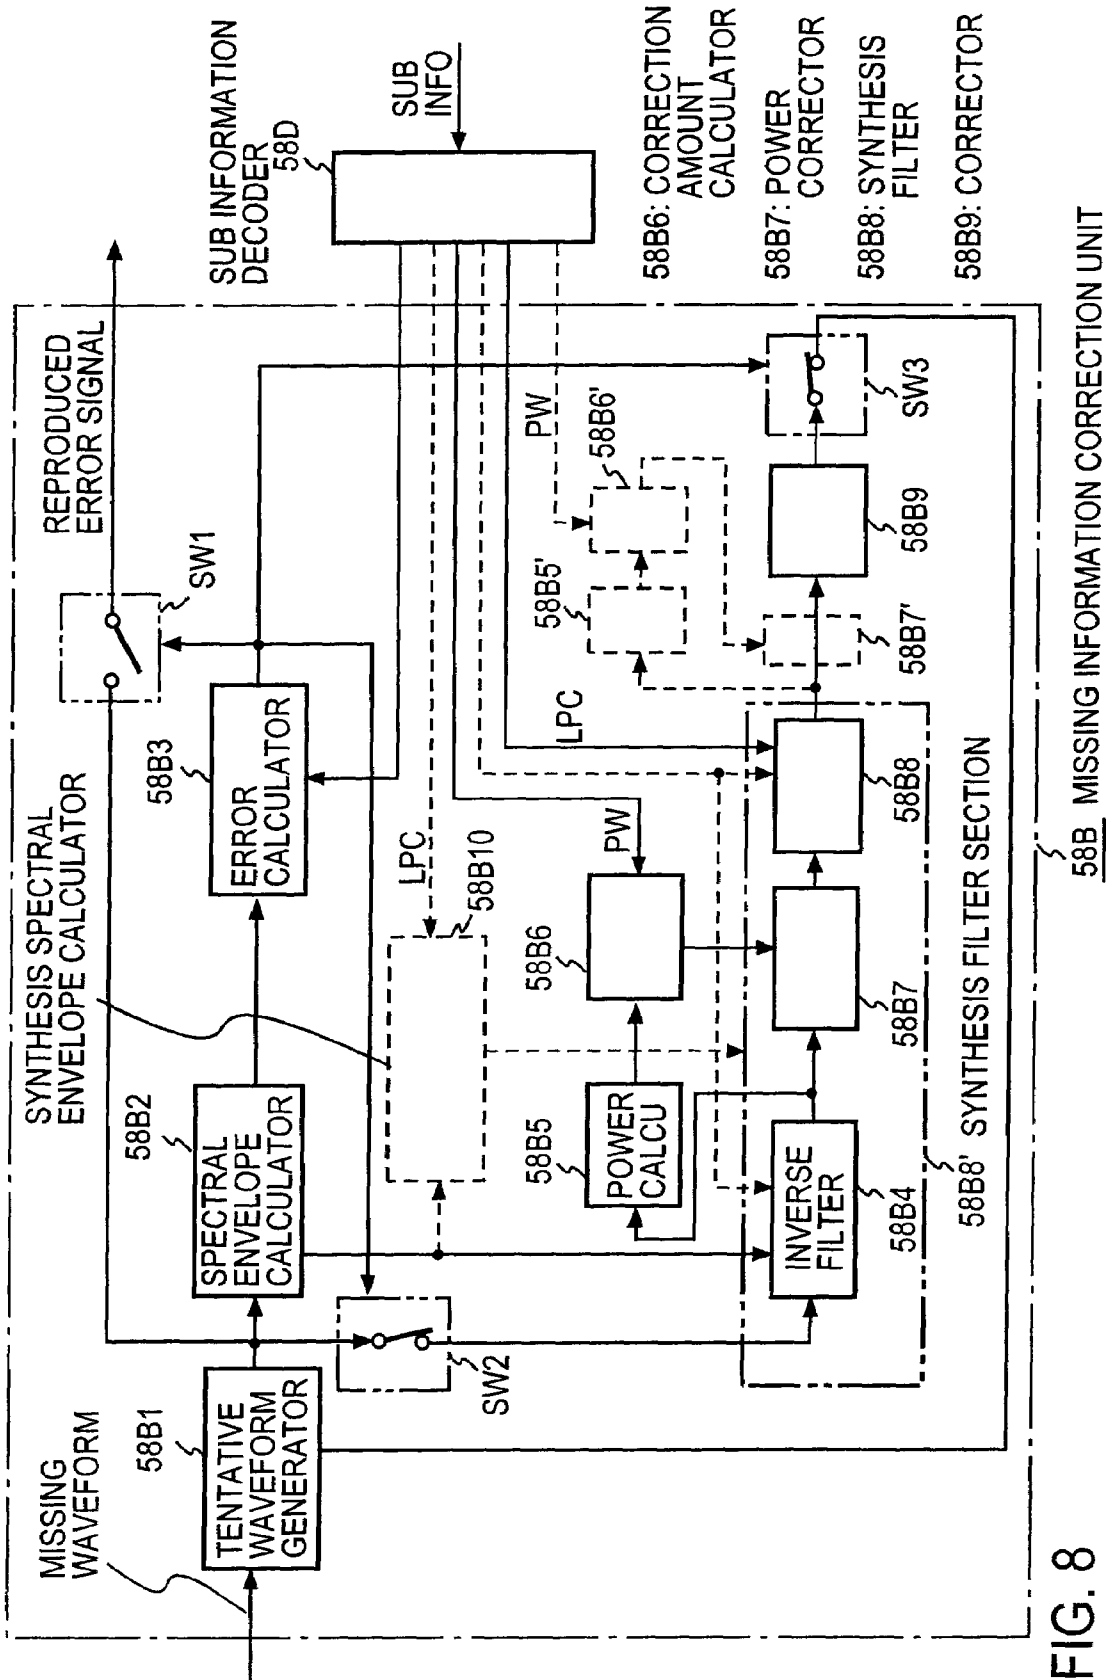 MISSING
WAVEFORM
58B1
TENTATIVE
WAVEFORM
GENERATOR
SYNTHESIS SPECTRAL
ENVELOPE CALCULATOR
58B2
SPECTRAL
ENVELOPE
CALCULATOR
58B3
ERROR
CALCULATOR
REPRODUCED
ERROR SIGNAL
SW1
SUB INFORMATION
DECODER
58D
SUB
INFO
SW2
LPC
58B10
58B5
POWER
CALCU
58B6
PW
LPC
58B5'
58B6'
PW
INVERSE
FILTER
58B4
58B7
58B8
58B7'
58B9
SW3
58B8' SYNTHESIS FILTER SECTION
58B6: CORRECTION
AMOUNT
CALCULATOR
58B7: POWER
CORRECTOR
58B8: SYNTHESIS
FILTER
58B9: CORRECTOR
58B MISSING INFORMATION CORRECTION UNIT
FIG. 8